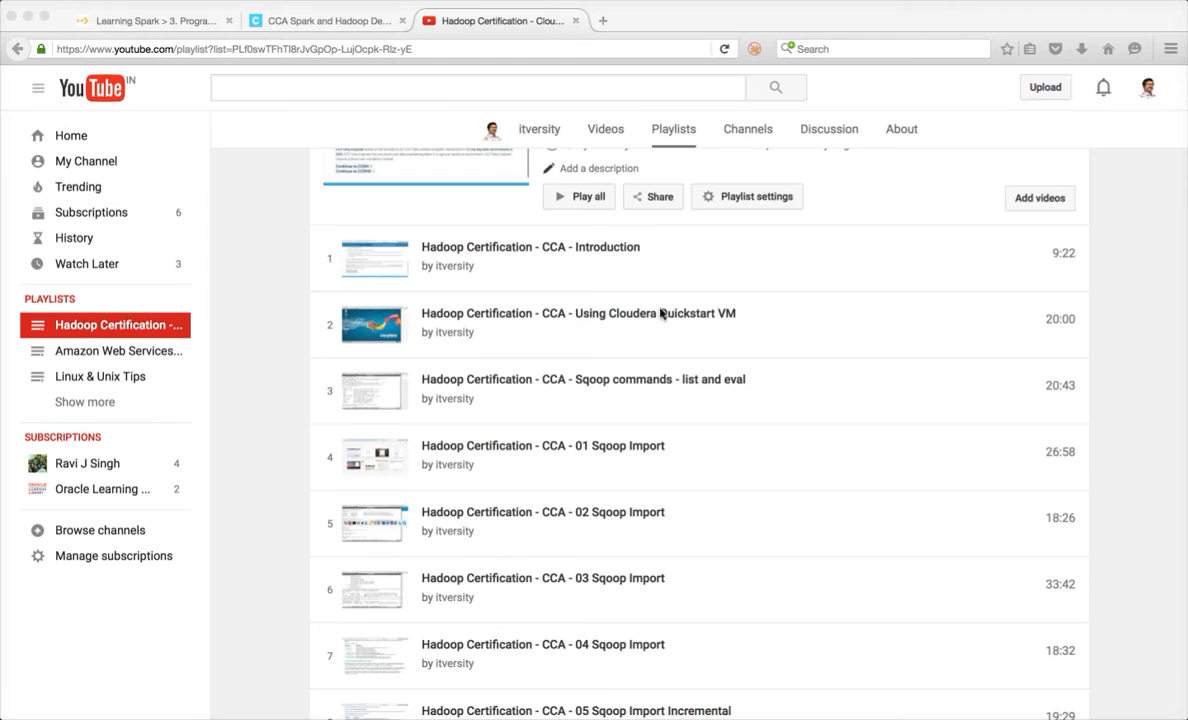 Learning Spark > 3. Progra...
CCA Spark and Hadoop De...
Hadoop Certification - Clou...
https://www.youtube.com/playlist?list=PLf0swTFhTI8rJvGpOp-LujOcpk-Rlz-yE
Search
YouTube IN
Upload
itversity
Videos
Playlists
Channels
Discussion
About
Home
My Channel
Trending
Subscriptions 6
History
Watch Later 3
PLAYLISTS
Hadoop Certification -...
Amazon Web Services...
Linux & Unix Tips
Show more
SUBSCRIPTIONS
Ravi J Singh 4
Oracle Learning ... 2
Browse channels
Manage subscriptions
Add a description
Play all
Share
Playlist settings
Add videos
1 Hadoop Certification - CCA - Introduction 9:22
by itversity
2 Hadoop Certification - CCA - Using Cloudera Quickstart VM 20:00
by itversity
3 Hadoop Certification - CCA - Sqoop commands - list and eval 20:43
by itversity
4 Hadoop Certification - CCA - 01 Sqoop Import 26:58
by itversity
5 Hadoop Certification - CCA - 02 Sqoop Import 18:26
by itversity
6 Hadoop Certification - CCA - 03 Sqoop Import 33:42
by itversity
7 Hadoop Certification - CCA - 04 Sqoop Import 18:32
by itversity
Hadoop Certification - CCA - 05 Sqoop Import Incremental 19:29